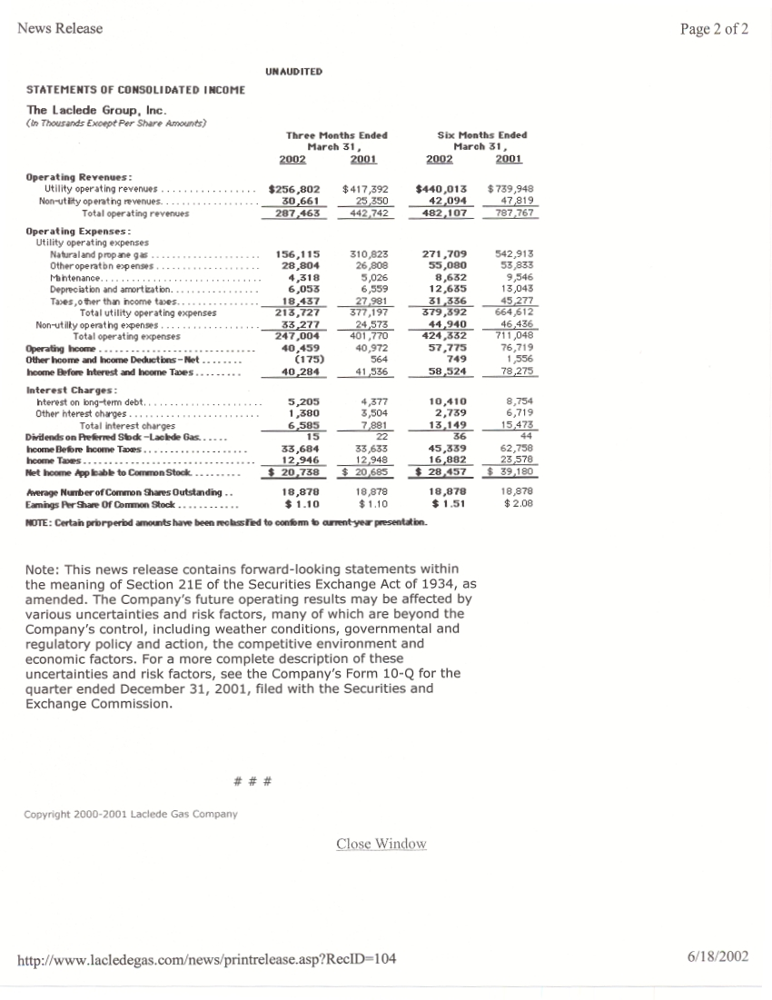 News Release Page 2 of 2
UNAUDITED
STATEMENTS OF CONSOLIDATED INCOME
The Laclede Group, Inc.
(In Thousands Except Per Share Amounts)
Three Months Ended Six Months Ended
March 31, March 31,
2002 2001 2002 2001
Operating Revenues:
Utility operating revenues . . . . . . . . . . . . . . . . . $256,802 $417,392 $440,013 $739,948
Non-utility operating revenues. . . . . . . . . . . . . . . . . 30,661 25,350 42,094 47,819
Total operating revenues 287,463 442,742 482,107 787,767
Operating Expenses:
Utility operating expenses
Natural and propane gas . . . . . . . . . . . . . . . . . . . 156,115 310,823 271,709 542,913
Other operation expenses . . . . . . . . . . . . . . . . . . 28,804 26,808 55,080 53,833
Maintenance. . . . . . . . . . . . . . . . . . . . . . . . . . . 4,318 5,026 8,632 9,546
Depreciation and amortization. . . . . . . . . . . . . . . 6,053 6,559 12,635 13,043
Taxes, other than income taxes. . . . . . . . . . . . . . 18,437 27,981 31,336 45,277
Total utility operating expenses 213,727 377,197 379,392 664,612
Non-utility operating expenses . . . . . . . . . . . . . . . . . 33,277 24,573 44,940 46,436
Total operating expenses 247,004 401,770 424,332 711,048
Operating Income . . . . . . . . . . . . . . . . . . . . . . . . . . . 40,459 40,972 57,775 76,719
Other Income and Income Deductions - Net . . . . . . . (175) 564 749 1,556
Income Before Interest and Income Taxes . . . . . . . . . 40,284 41,536 58,524 78,275
Interest Charges:
Interest on long-term debt. . . . . . . . . . . . . . . . . . . . 5,205 4,377 10,410 8,754
Other interest charges . . . . . . . . . . . . . . . . . . . . . . . 1,380 3,504 2,739 6,719
Total interest charges 6,585 7,881 13,149 15,473
Dividends on Preferred Stock -Laclede Gas. . . . . . 15 22 36 44
Income Before Income Taxes . . . . . . . . . . . . . . . . . . . . 33,684 33,633 45,339 62,758
Income Taxes. . . . . . . . . . . . . . . . . . . . . . . . . . . . . 12,946 12,948 16,882 23,578
Net Income Applicable to Common Stock. . . . . . . . . . $ 20,738 $ 20,685 $ 28,457 $ 39,180
Average Number of Common Shares Outstanding . . 18,878 18,878 18,878 18,878
Earnings Per Share Of Common Stock . . . . . . . . . . . . $ 1.10 $ 1.10 $ 1.51 $ 2.08
NOTE: Certain prior-period amounts have been reclassified to conform to current-year presentation.
Note: This news release contains forward-looking statements within
the meaning of Section 21E of the Securities Exchange Act of 1934, as
amended. The Company's future operating results may be affected by
various uncertainties and risk factors, many of which are beyond the
Company's control, including weather conditions, governmental and
regulatory policy and action, the competitive environment and
economic factors. For a more complete description of these
uncertainties and risk factors, see the Company's Form 10-Q for the
quarter ended December 31, 2001, filed with the Securities and
Exchange Commission.
# # #
Copyright 2000-2001 Laclede Gas Company
Close Window
http://www.lacledegas.com/news/printrelease.asp?RecID=104 6/18/2002